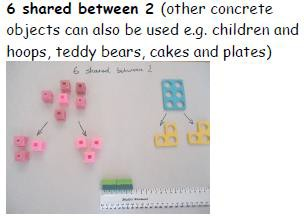 6 shared between 2 (other concrete
objects can also be used e.g. children and
hoops, teddy bears, cakes and plates)
6 shared between 2